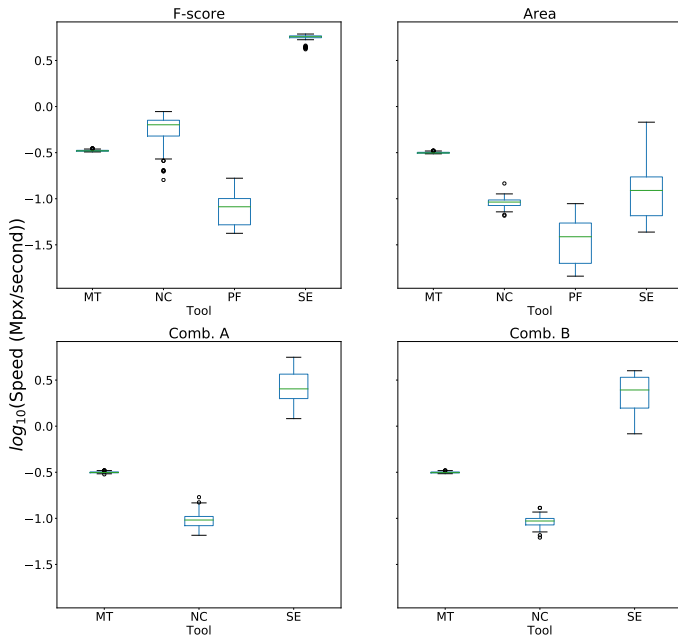 F-score
Area
0.5
0.0
−0.5
−1.0
−1.5
MT NC PF SE
Tool
MT NC PF SE
Tool
log10(Speed (Mpx/second))
Comb. A
Comb. B
0.5
0.0
−0.5
−1.0
−1.5
MT NC SE
Tool
MT NC SE
Tool